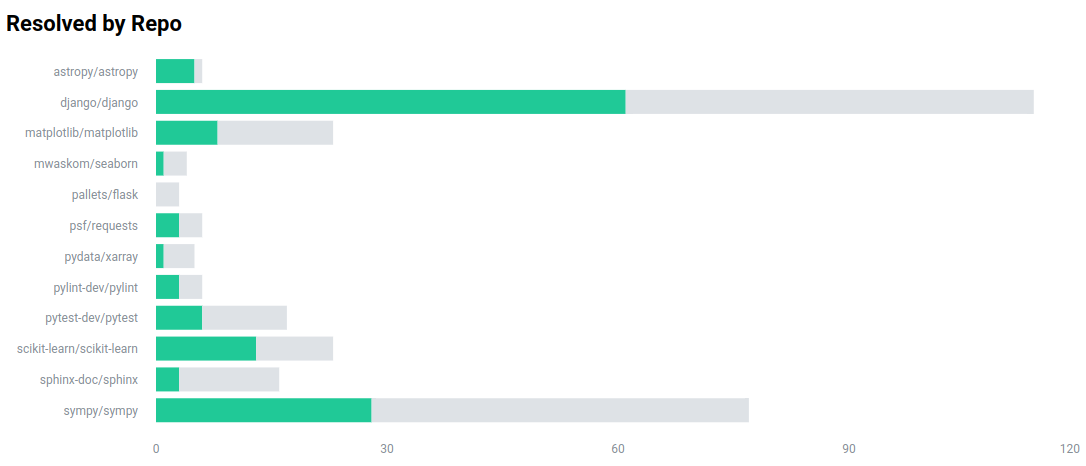 Resolved by Repo
astropy/astropy
django/django
matplotlib/matplotlib
mwaskom/seaborn
pallets/flask
psf/requests
pydata/xarray
pylint-dev/pylint
pytest-dev/pytest
scikit-learn/scikit-learn
sphinx-doc/sphinx
sympy/sympy
0 30 60 90 120